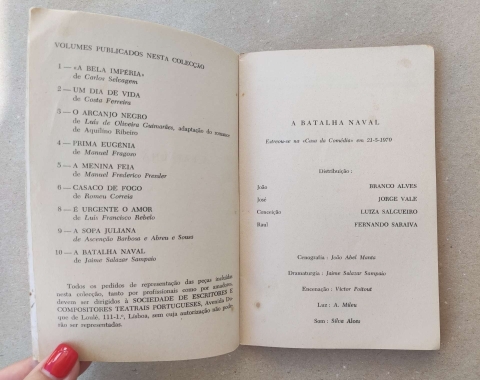 VOLUMES PUBLICADOS NESTA COLECÇÃO
1 — «A BELA IMPÉRIA»
de Carlos Selvagem
2 — UM DIA DE VIDA
de Costa Ferreira
3 — O ARCANJO NEGRO
de Luís de Oliveira Guimarães, adaptação do romance
de Aquilino Ribeiro
4 — PRIMA EUGÉNIA
de Manuel Fragoso
5 — A MENINA FEIA
de Manuel Frederico Pressler
6 — CASACO DE FOGO
de Romeu Correia
8 — É URGENTE O AMOR
de Luís Francisco Rebelo
9 — A SOPA JULIANA
de Ascenção Barbosa e Abreu e Sousa
10 — A BATALHA NAVAL
de Jaime Salazar Sampaio
Todos os pedidos de representação das peças incluídas
nesta colecção, tanto por profissionais como por amadores,
devem ser dirigidos à SOCIEDADE DE ESCRITORES E
COMPOSITORES TEATRAIS PORTUGUESES, Avenida Du-
que de Loulé, 111-1.º, Lisboa, sem cuja autorização não pode-
rão ser representadas.
A BATALHA NAVAL
Estreou-se na «Casa da Comédia» em 21-5-1970
Distribuição :
João BRANCO ALVES
José JORGE VALE
Conceição LUIZA SALGUEIRO
Raul FERNANDO SARAIVA
Cenografia : João Abel Manta
Dramaturgia : Jaime Salazar Sampaio
Encenação : Victor
Luz : A.
Som :